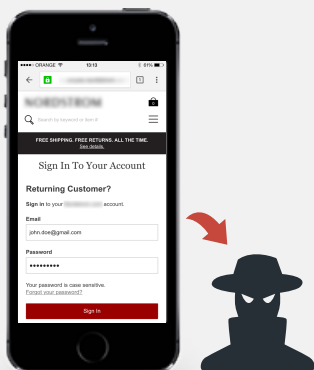 ORANGE 13:13 81%
1
NORDSTROM
FREE SHIPPING. FREE RETURNS. ALL THE TIME.
See details.
Sign In To Your Account
Returning Customer?
Sign in to your account.
Email
john.doe@gmail.com
Password
•••••••••
Your password is case sensitive.
Forgot your password?
Sign In